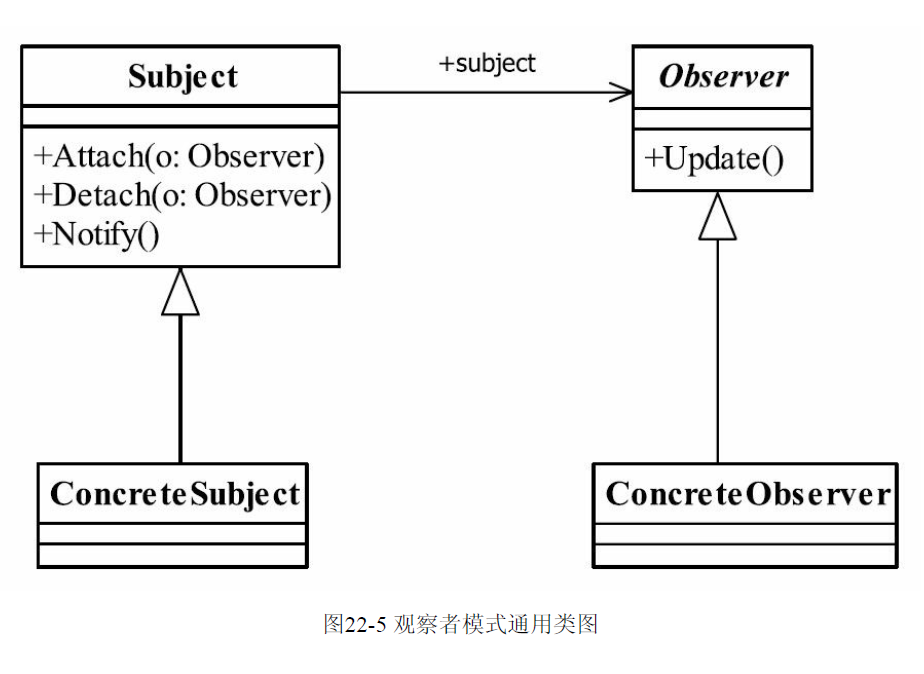 Subject
+Attach(o: Observer)
+Detach(o: Observer)
+Notify()
+subject
Observer
+Update()
ConcreteSubject
ConcreteObserver
图22-5 观察者模式通用类图